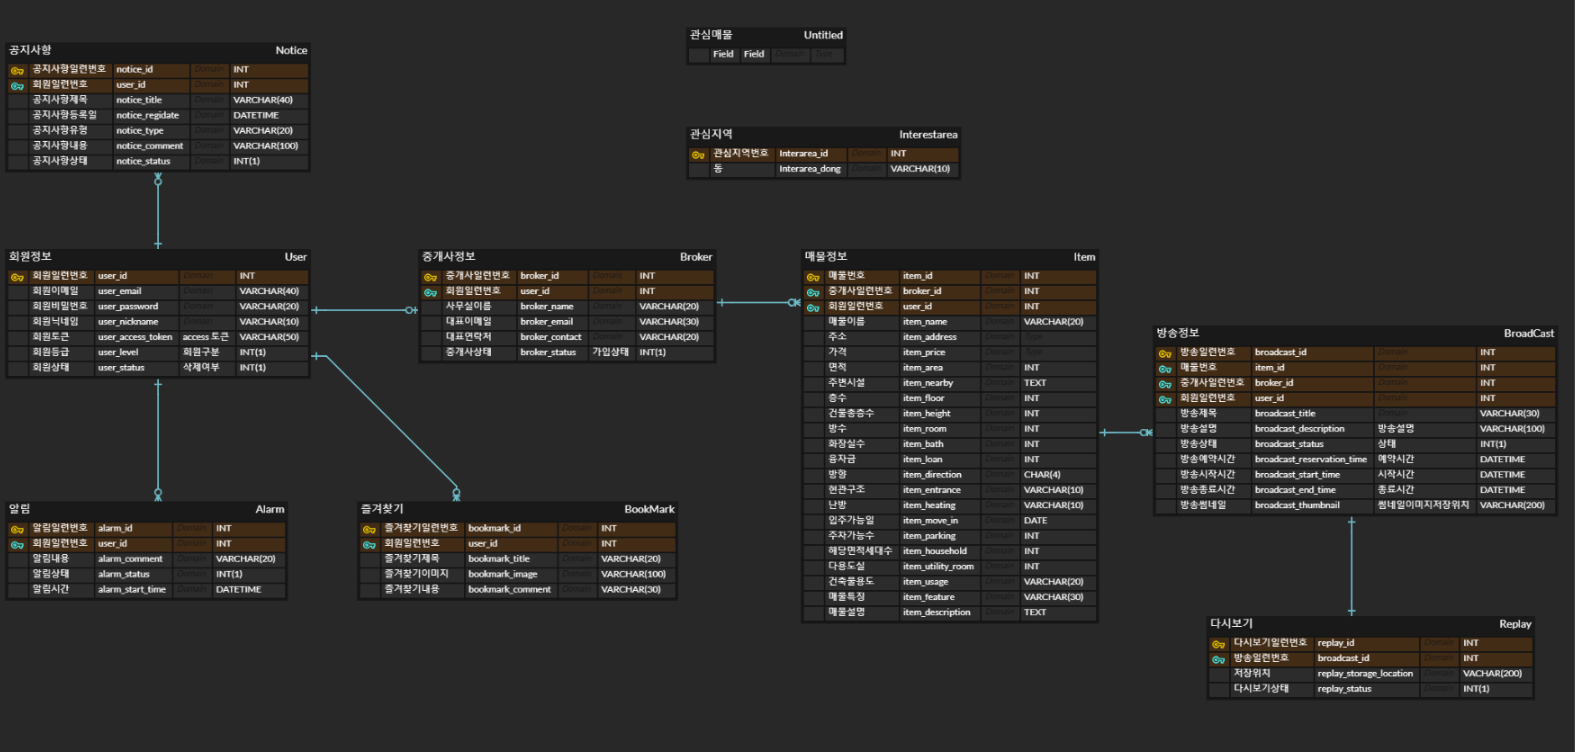 관심매물 Untitled
Field Field Domain Type
공지사항 Notice
공지사항일련번호 notice_id Domain INT
회원일련번호 user_id Domain INT
공지사항제목 notice_title Domain VARCHAR(40)
공지사항등록일 notice_regidate Domain DATETIME
공지사항유형 notice_type Domain VARCHAR(20)
공지사항내용 notice_comment Domain VARCHAR(100)
공지사항상태 notice_status Domain INT(1)
관심지역 Interestarea
관심지역번호 Interarea_id Domain INT
동 Interarea_dong Domain VARCHAR(10)
회원정보 User
회원일련번호 user_id Domain INT
회원이메일 user_email Domain VARCHAR(40)
회원비밀번호 user_password Domain VARCHAR(20)
회원닉네임 user_nickname Domain VARCHAR(10)
회원토큰 user_access_token access 토큰 VARCHAR(50)
회원등급 user_level 회원구분 INT(1)
회원상태 user_status 삭제여부 INT(1)
중개사정보 Broker
중개사일련번호 broker_id Domain INT
회원일련번호 user_id Domain INT
사무실이름 broker_name Domain VARCHAR(20)
대표이메일 broker_email Domain VARCHAR(30)
대표연락처 broker_contact Domain VARCHAR(20)
중개사상태 broker_status 가입상태 INT(1)
매물정보 Item
매물번호 item_id Domain INT
중개사일련번호 broker_id Domain INT
회원일련번호 user_id Domain INT
매물이름 item_name Domain VARCHAR(20)
주소 item_address Domain Type
가격 item_price Domain Type
면적 item_area Domain INT
주변시설 item_nearby Domain TEXT
층수 item_floor Domain INT
건물총층수 item_height Domain INT
방수 item_room Domain INT
화장실수 item_bath Domain INT
융자금 item_loan Domain INT
방향 item_direction Domain CHAR(4)
현관구조 item_entrance Domain VARCHAR(10)
난방 item_heating Domain VARCHAR(10)
입주가능일 item_move_in Domain DATE
주차가능수 item_parking Domain INT
해당면적세대수 item_household Domain INT
다용도실 item_utility_room Domain INT
건축물용도 item_usage Domain VARCHAR(20)
매물특징 item_feature Domain VARCHAR(30)
매물설명 item_description Domain TEXT
방송정보 BroadCast
방송일련번호 broadcast_id Domain INT
매물번호 item_id Domain INT
중개사일련번호 broker_id Domain INT
회원일련번호 user_id Domain INT
방송제목 broadcast_title Domain VARCHAR(30)
방송설명 broadcast_description 방송설명 VARCHAR(100)
방송상태 broadcast_status 상태 INT(1)
방송예약시간 broadcast_reservation_time 예약시간 DATETIME
방송시작시간 broadcast_start_time 시작시간 DATETIME
방송종료시간 broadcast_end_time 종료시간 DATETIME
방송썸네일 broadcast_thumbnail 썸네일이미지저장위치 VARCHAR(200)
알림 Alarm
알림일련번호 alarm_id Domain INT
회원일련번호 user_id Domain INT
알림내용 alarm_comment Domain VARCHAR(20)
알림상태 alarm_status Domain INT(1)
알림시간 alarm_start_time Domain DATETIME
즐겨찾기 BookMark
즐겨찾기일련번호 bookmark_id Domain INT
회원일련번호 user_id Domain INT
즐겨찾기제목 bookmark_title Domain VARCHAR(20)
즐겨찾기이미지 bookmark_image Domain VARCHAR(100)
즐겨찾기내용 bookmark_comment Domain VARCHAR(30)
다시보기 Replay
다시보기일련번호 replay_id Domain INT
방송일련번호 broadcast_id Domain INT
저장위치 replay_storage_location Domain VACHAR(200)
다시보기상태 replay_status Domain INT(1)